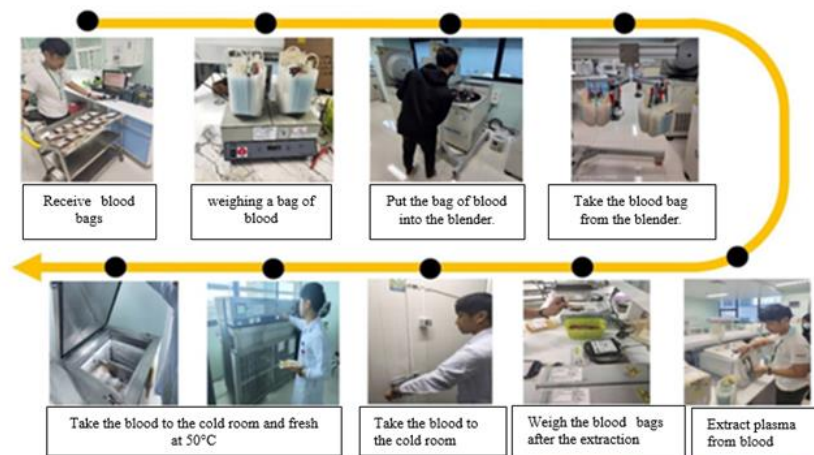 Receive blood
bags
weighing a bag of
blood
Put the bag of blood
into the blender.
Take the blood bag
from the blender.
Extract plasma
from blood
Weigh the blood bags
after the extraction
Take the blood to
the cold room
Take the blood to the cold room and fresh
at 50°C